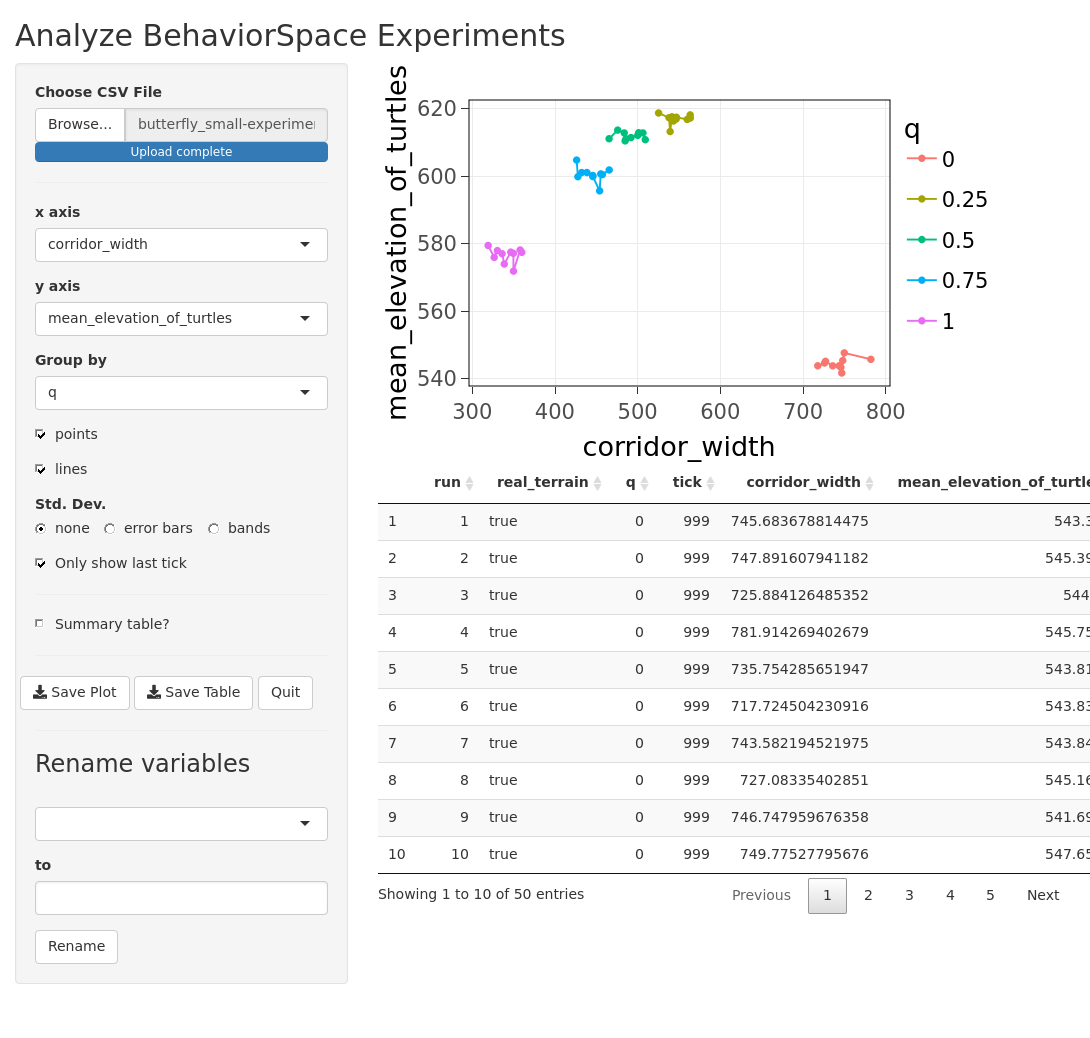 Analyze BehaviorSpace Experiments
Choose CSV File
Browse...
butterfly_small-experimen
Upload complete
x axis
corridor_width
y axis
mean_elevation_of_turtles
Group by
q
points
lines
Std. Dev.
none error bars bands
Only show last tick
Summary table?
Save Plot Save Table Quit
Rename variables
to
Rename
mean_elevation_of_turtles
620
600
580
560
540
300 400 500 600 700 800
corridor_width
q
0
0.25
0.5
0.75
1
run real_terrain q tick corridor_width mean_elevation_of_turtle
1 1 true 0 999 745.683678814475 543.3
2 2 true 0 999 747.891607941182 545.39
3 3 true 0 999 725.884126485352 544
4 4 true 0 999 781.914269402679 545.75
5 5 true 0 999 735.754285651947 543.81
6 6 true 0 999 717.724504230916 543.83
7 7 true 0 999 743.582194521975 543.84
8 8 true 0 999 727.08335402851 545.16
9 9 true 0 999 746.747959676358 541.69
10 10 true 0 999 749.77527795676 547.65
Showing 1 to 10 of 50 entries
Previous 1 2 3 4 5 Next